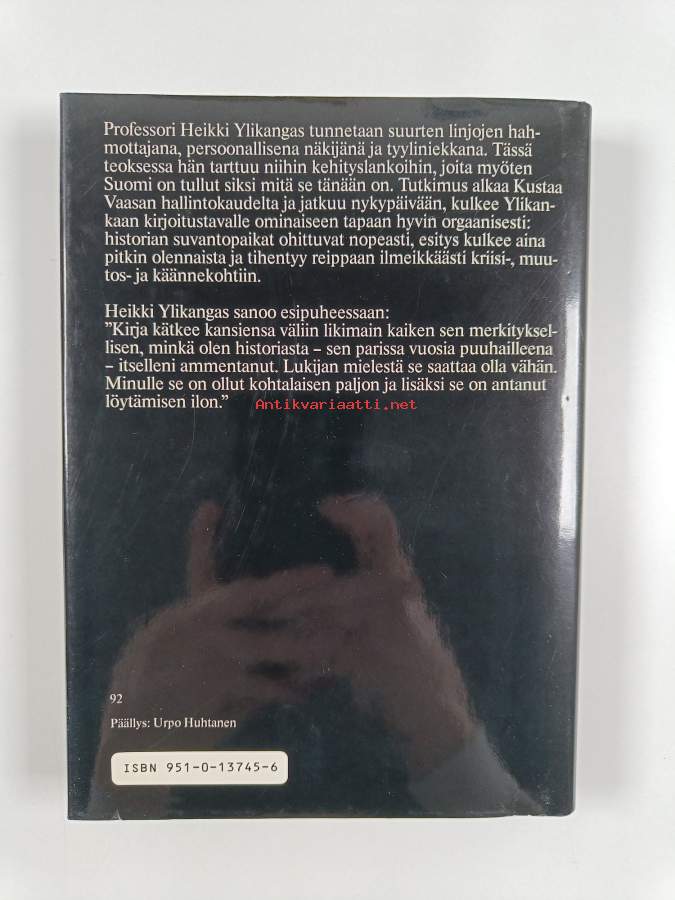 Professori Heikki Ylikangas tunnetaan suurten linjojen hah-
mottajana, persoonallisena näkijänä ja tyyliniekkana. Tässä
teoksessa hän tarttuu niihin kehityslankoihin, joita myöten
Suomi on tullut siksi mitä se tänään on. Tutkimus alkaa Kustaa
Vaasan hallintokaudelta ja jatkuu nykypäivään, kulkee Ylikan-
kaan kirjoitustavalle ominaiseen tapaan hyvin orgaanisesti:
historian suvantopaikat ohittuvat nopeasti, esitys kulkee aina
pitkin olennaista ja tihentyy reippaan ilmeikkäästi kriisi-, muu-
tos- ja käännekohtiin.
Heikki Ylikangas sanoo esipuheessaan:
”Kirja kätkee kansiensa väliin likimain kaiken sen merkityksel-
lisen, minkä olen historiasta – sen parissa vuosia puuhailleena
– itselleni ammentanut. Lukijan mielestä se saattaa olla vähän.
Minulle se on ollut kohtalaisen paljon ja lisäksi se on antanut
löytämisen ilon.”
Antikvariaatti.net
92
Päällys: Urpo Huhtanen
ISBN 951-0-13745-6